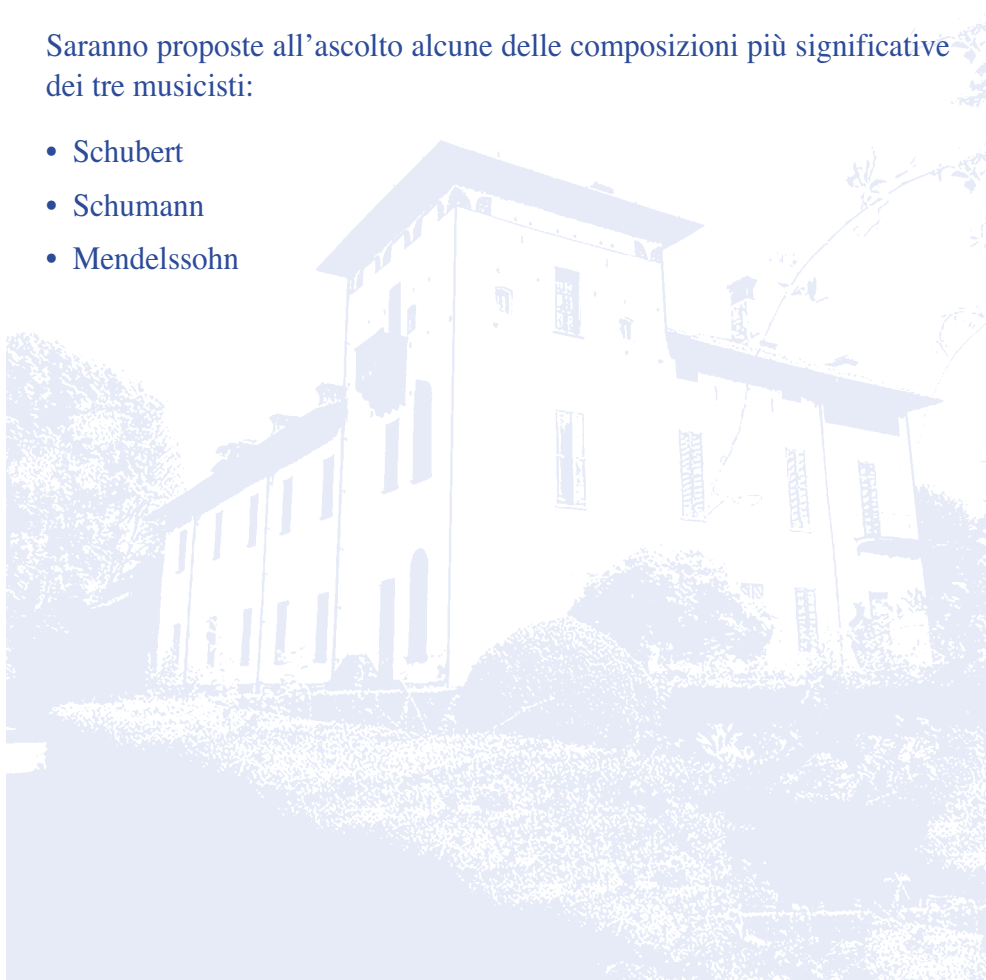 Saranno proposte all’ascolto alcune delle composizioni più significative
dei tre musicisti:
• Schubert
• Schumann
• Mendelssohn